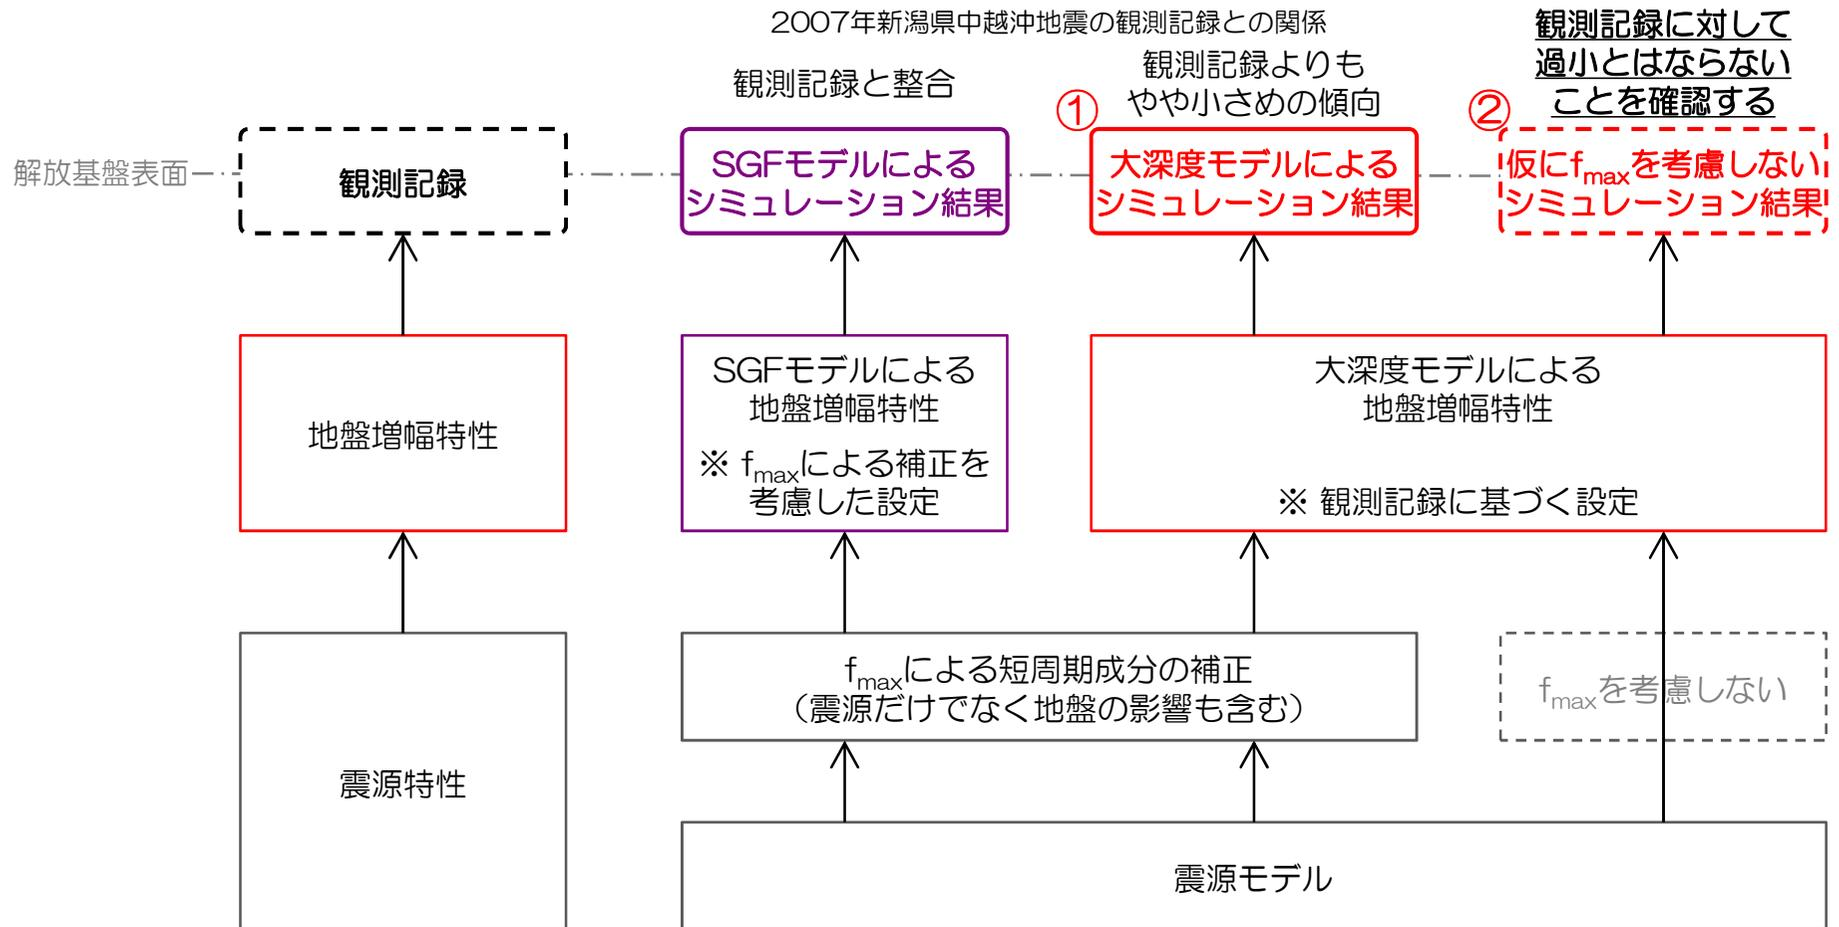 2007年新潟県中越沖地震の観測記録との関係
観測記録と整合
観測記録よりも
やや小さめの傾向
観測記録に対して
過小とはならない
ことを確認する
①
②
解放基盤表面
観測記録
SGFモデルによる
シミュレーション結果
大深度モデルによる
シミュレーション結果
仮にfmaxを考慮しない
シミュレーション結果
地盤増幅特性
SGFモデルによる
地盤増幅特性
※ fmaxによる補正を
考慮した設定
大深度モデルによる
地盤増幅特性
※ 観測記録に基づく設定
震源特性
fmaxによる短周期成分の補正
（震源だけでなく地盤の影響も含む）
fmaxを考慮しない
震源モデル